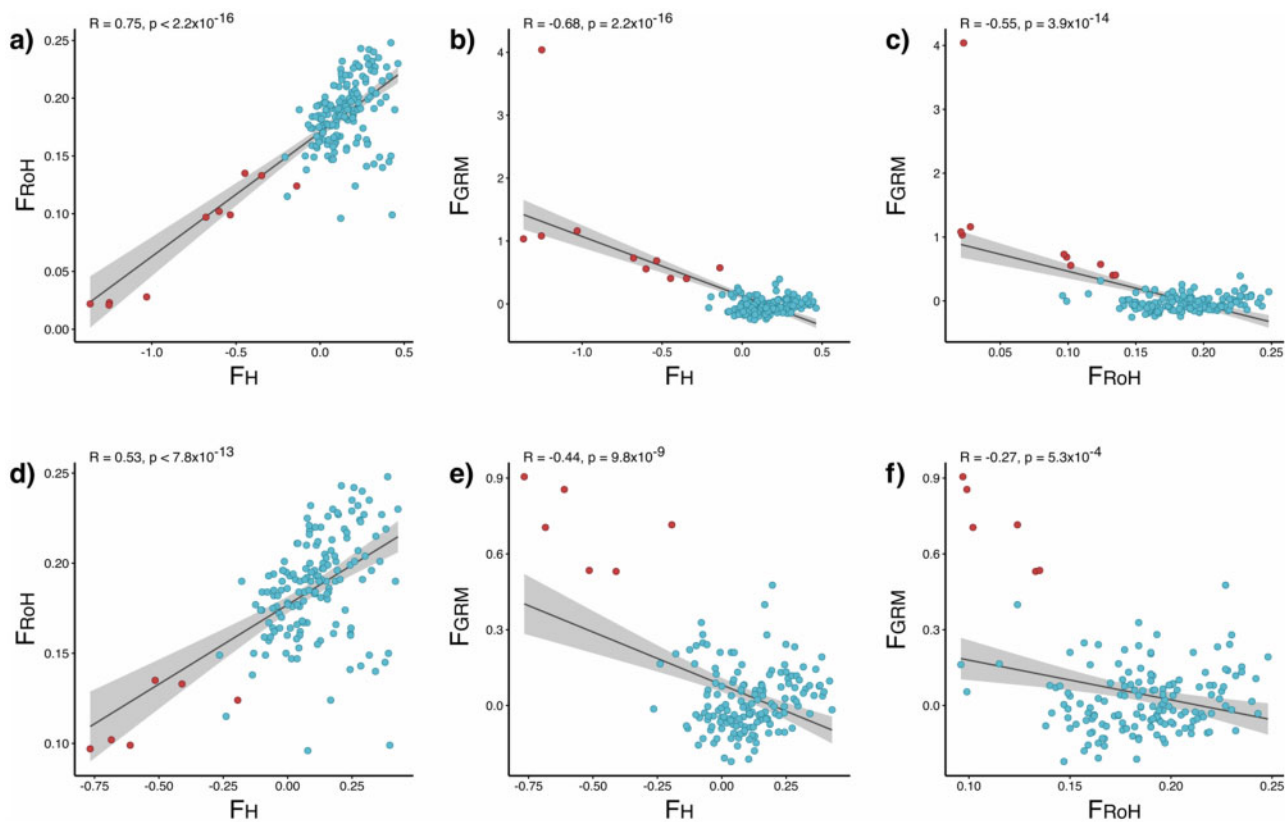 a)
R = 0.75, p < 2.2x10-16
0.25
0.20
0.15
0.10
0.05
0.00
FRoH
-1.0
-0.5
0.0
0.5
FH
b)
R = -0.68, p = 2.2x10-16
4
3
2
1
0
FGRM
-1.0
-0.5
0.0
0.5
FH
c)
R = -0.55, p = 3.9x10-14
4
3
2
1
0
FGRM
0.05
0.10
0.15
0.20
0.25
FRoH
d)
R = 0.53, p < 7.8x10-13
0.25
0.20
0.15
0.10
FRoH
-0.75
-0.50
-0.25
0.00
0.25
FH
e)
R = -0.44, p = 9.8x10-9
0.9
0.6
0.3
0.0
FGRM
-0.75
-0.50
-0.25
0.00
0.25
FH
f)
R = -0.27, p = 5.3x10-4
0.9
0.6
0.3
0.0
FGRM
0.10
0.15
0.20
0.25
FRoH